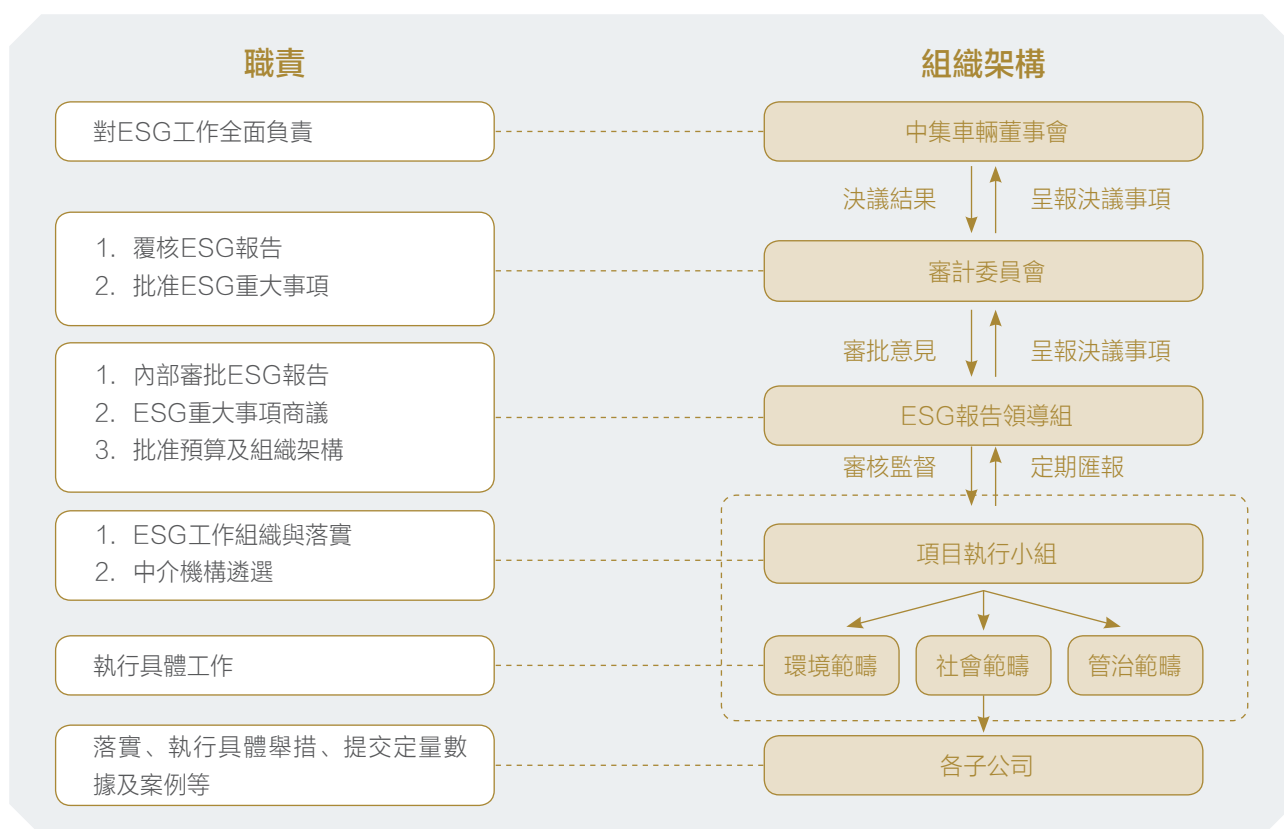 職責
組織架構
對ESG工作全面負責
中集車輛董事會
決議結果
呈報決議事項
1. 覆核ESG報告
2. 批准ESG重大事項
審計委員會
審批意見
呈報決議事項
1. 內部審批ESG報告
2. ESG重大事項商議
3. 批准預算及組織架構
ESG報告領導組
審核監督
定期匯報
1. ESG工作組織與落實
2. 中介機構遴選
項目執行小組
執行具體工作
環境範疇
社會範疇
管治範疇
落實、執行具體舉措、提交定量數
據及案例等
各子公司